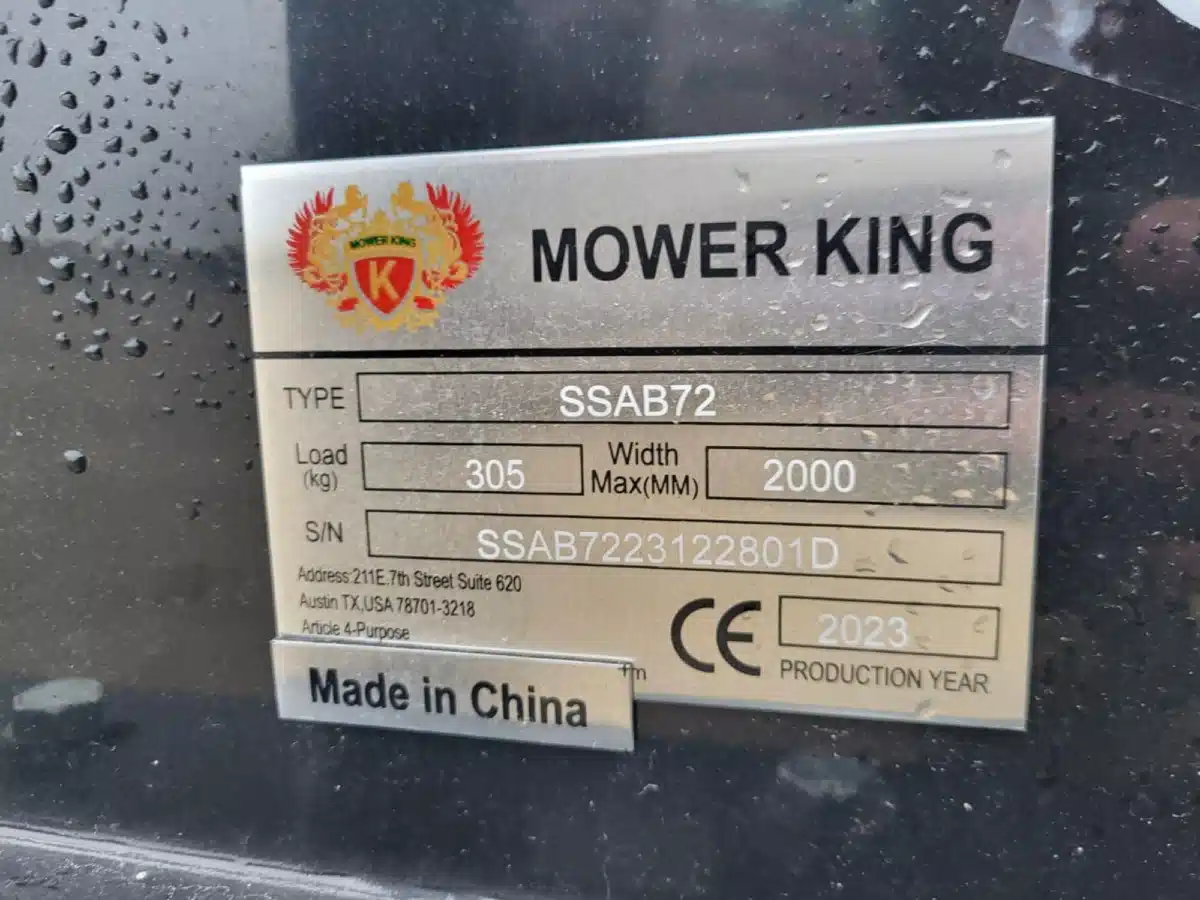 MOWER KING
K
MOWER KING
TYPE SSAB72
Load (kg) 305 Width Max(MM) 2000
S/N SSAB7223122801D
Address:211E.7th Street Suite 620
Austin TX,USA 78701-3218
Article 4-Purpose
CE 2023
PRODUCTION YEAR
Made in China